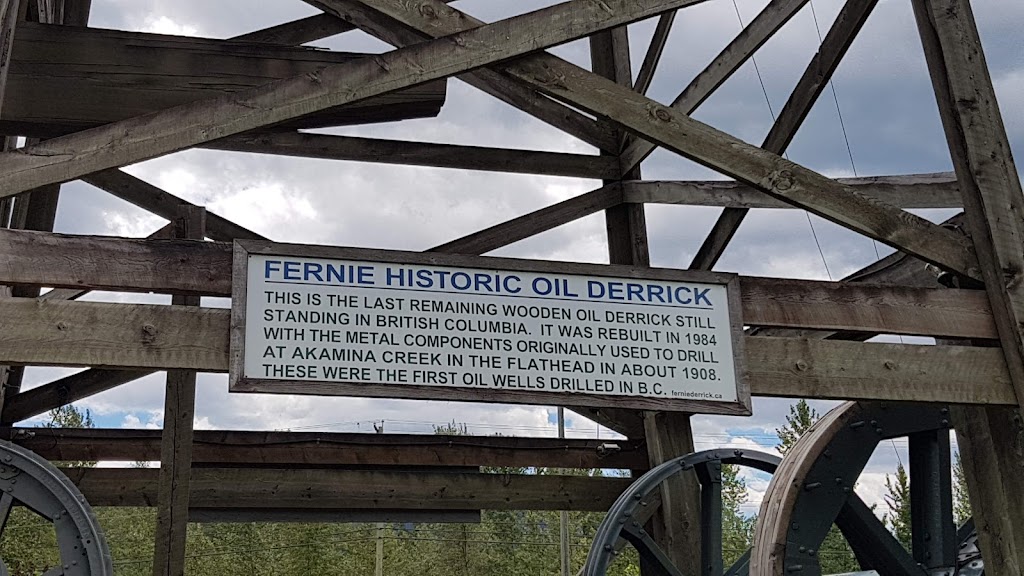 FERNIE HISTORIC OIL DERRICK
THIS IS THE LAST REMAINING WOODEN OIL DERRICK STILL
STANDING IN BRITISH COLUMBIA. IT WAS REBUILT IN 1984
WITH THE METAL COMPONENTS ORIGINALLY USED TO DRILL
AT AKAMINA CREEK IN THE FLATHEAD IN ABOUT 1908.
THESE WERE THE FIRST OIL WELLS DRILLED IN B.C. ferniederrick.ca